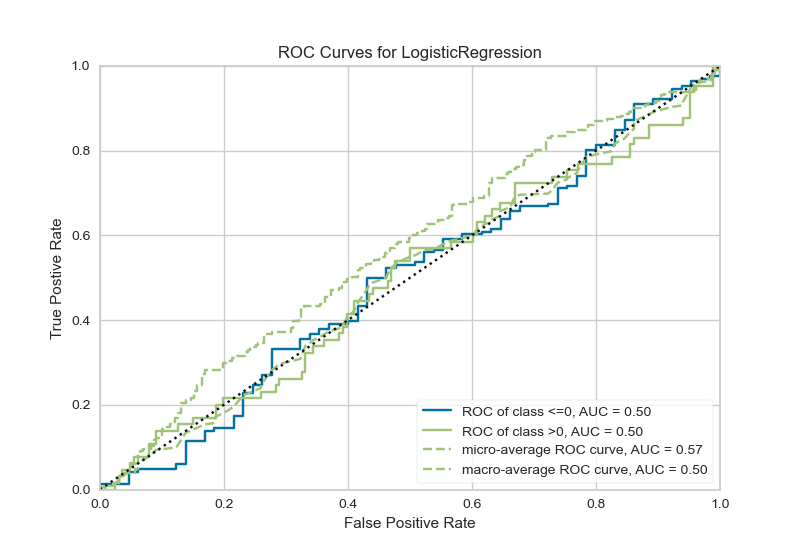 ROC Curves for LogisticRegression
1.0
0.8
0.6
0.4
0.2
0.0
True Positive Rate
0.0 0.2 0.4 0.6 0.8 1.0
False Positive Rate
ROC of class <=0, AUC = 0.50
ROC of class >0, AUC = 0.50
micro-average ROC curve, AUC = 0.57
macro-average ROC curve, AUC = 0.50